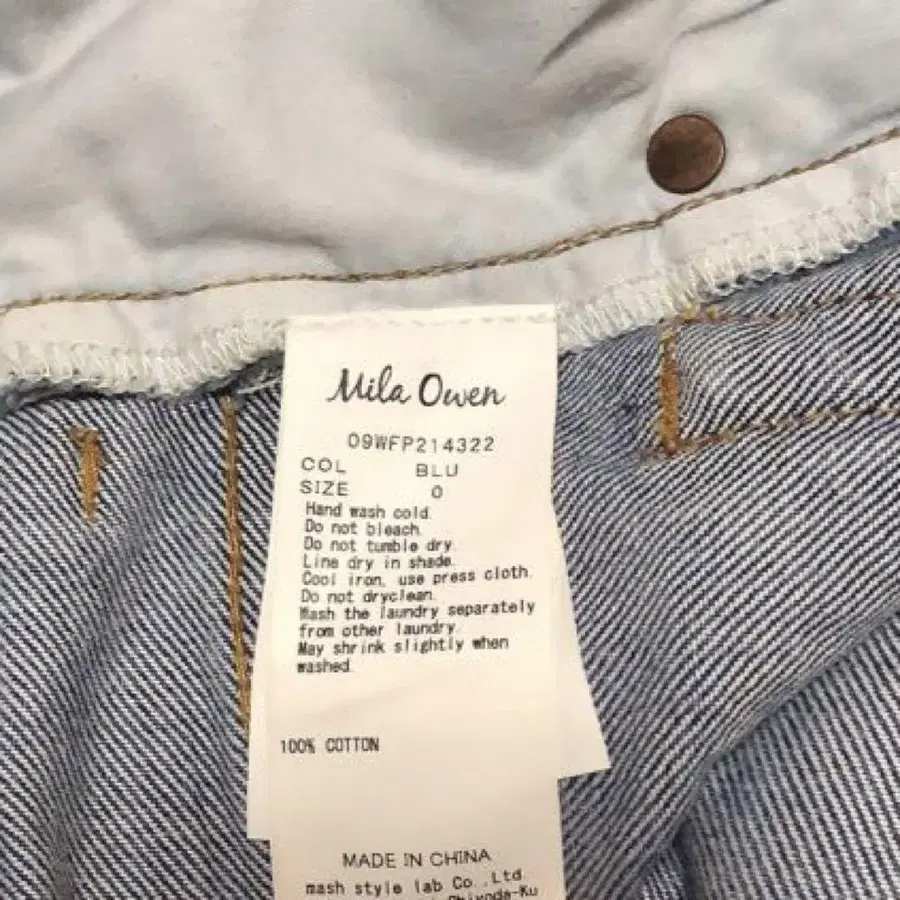 Mila Owen
09WFP214322
COL BLU
SIZE 0
Hand wash cold.
Do not bleach.
Do not tumble dry.
Line dry in shade.
Cool iron, use press cloth.
Do not dryclean.
Wash the laundry separately
from other laundry.
May shrink slightly when
washed.
100% COTTON
MADE IN CHINA
mash style lab Co.,Ltd
Chiyoda-Ku